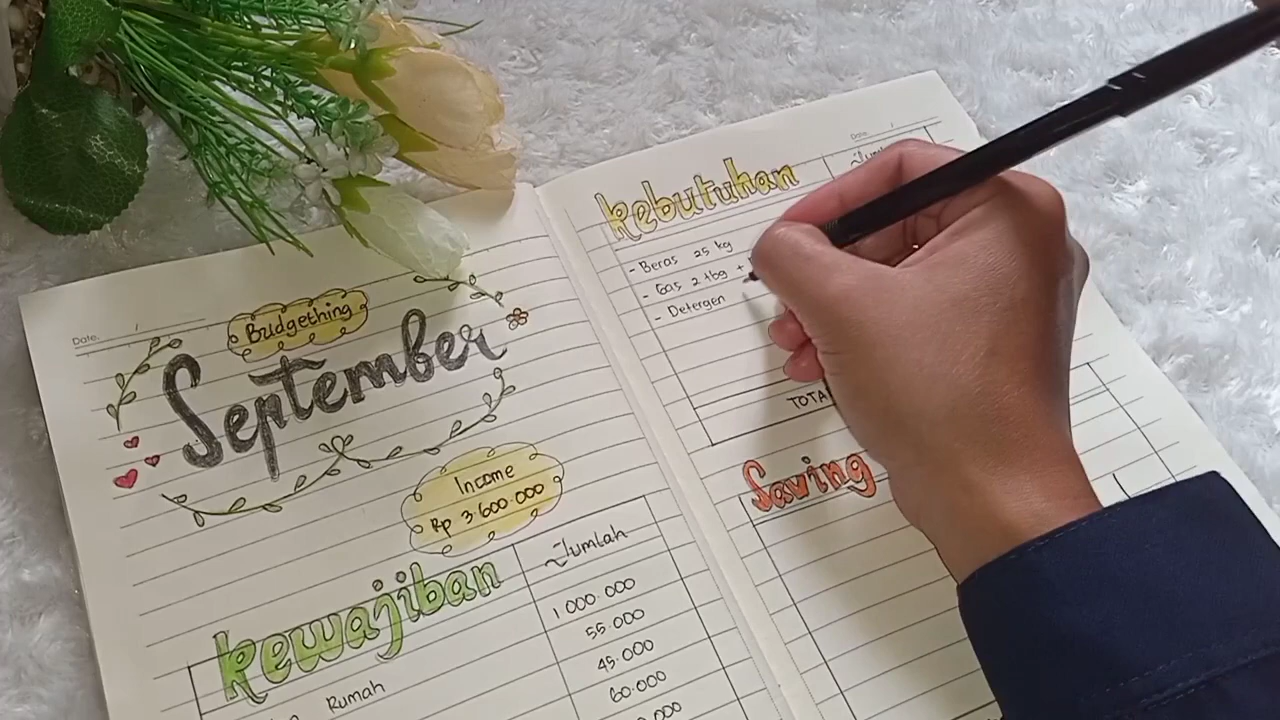 Date.
Budgething
September
Income
Rp 3.600.000
kewajiban
Jumlah
Rumah
1.000.000
55.000
45.000
60.000
Date.
kebutuhan
- Beras 25 kg
- Gas 2 tbg +
- Detergen
Saving